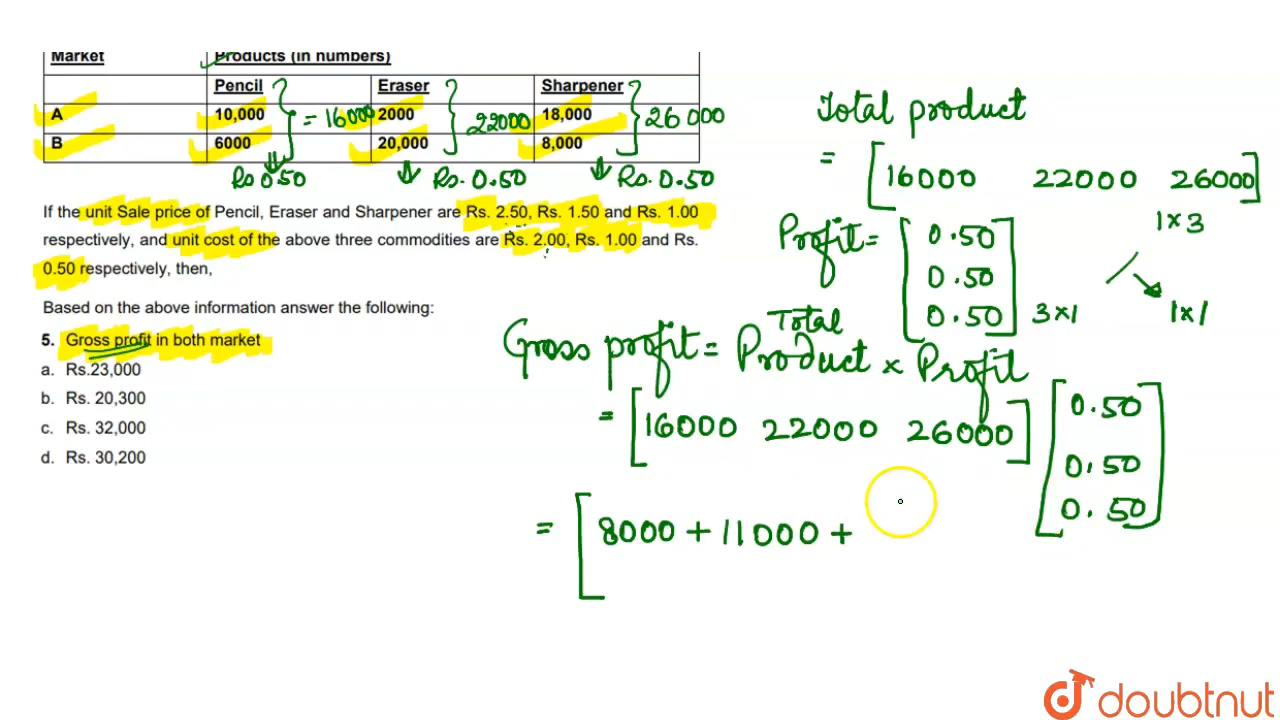 Market Products (in numbers)
Pencil Eraser Sharpener
A 10,000 2000 18,000
B 6000 20,000 8,000
= 16000 22000 26000
Rs 0.50 Rs. 0.50 Rs. 0.50
If the unit Sale price of Pencil, Eraser and Sharpener are Rs. 2.50, Rs. 1.50 and Rs. 1.00
respectively, and unit cost of the above three commodities are Rs. 2.00, Rs. 1.00 and Rs.
0.50 respectively, then,
Based on the above information answer the following:
5. Gross profit in both market
a. Rs.23,000
b. Rs. 20,300
c. Rs. 32,000
d. Rs. 30,200
Total product
= [16000 22000 26000]
1 × 3
Profit = [0.50
0.50
0.50] 3 × 1 1 × 1
Gross profit = Total Product × Profit
= [16000 22000 26000] [0.50
0.50
0.50]
= [8000 + 11000 +
doubtnut